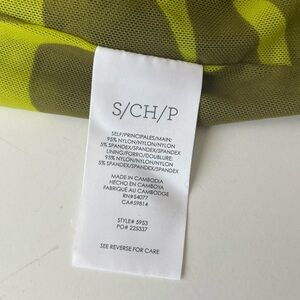 S/CH/P
SELF/PRINCIPALES/MAIN:
95% NYLON/NYLON/NYLON
5% SPANDEX/SPANDEX/SPANDEX
LINING/FORRO/DOUBLURE:
95% NYLON/NYLON/NYLON
5% SPANDEX/SPANDEX/SPANDEX
MADE IN CAMBODIA
HECHO EN CAMBOYA
FABRIQUÉ AU CAMBODGE
RN#54077
CA#59814
STYLE# 5953
PO# 225337
SEE REVERSE FOR CARE